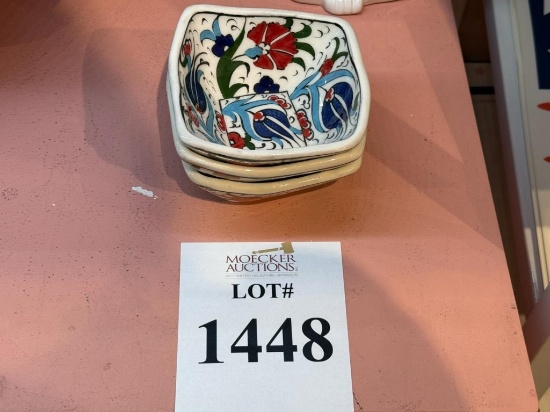 MOECKER
AUCTIONS
LOT#
1448